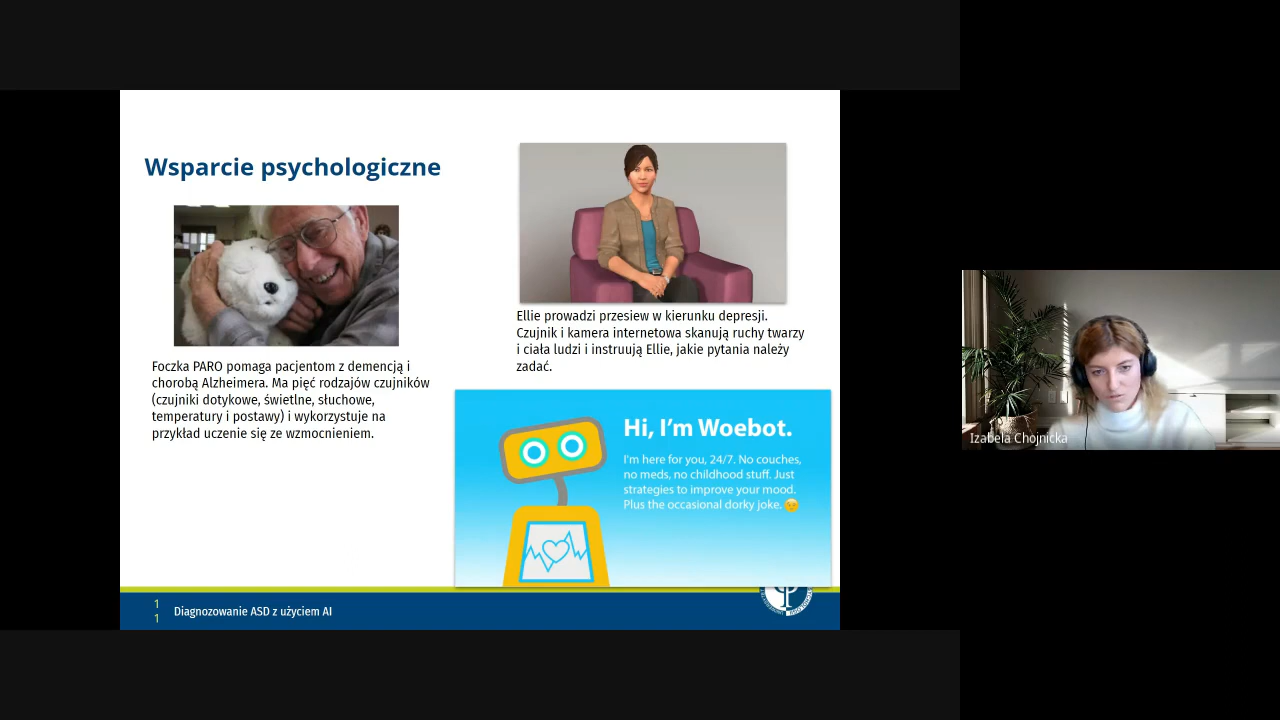 Wsparcie psychologiczne
Foczka PARO pomaga pacjentom z demencją i
chorobą Alzheimera. Ma pięć rodzajów czujników
(czujniki dotykowe, świetlne, słuchowe,
temperatury i postawy) i wykorzystuje na
przykład uczenie się ze wzmocnieniem.
Ellie prowadzi przesiew w kierunku depresji.
Czujnik i kamera internetowa skanują ruchy twarzy
i ciała ludzi i instruują Ellie, jakie pytania należy
zadać.
Hi, I'm Woebot.
I'm here for you, 24/7. No couches,
no meds, no childhood stuff. Just
strategies to improve your mood.
Plus the occasional dorky joke. 🤨
1
1
Diagnozowanie ASD z użyciem AI
Izabela Chojnicka